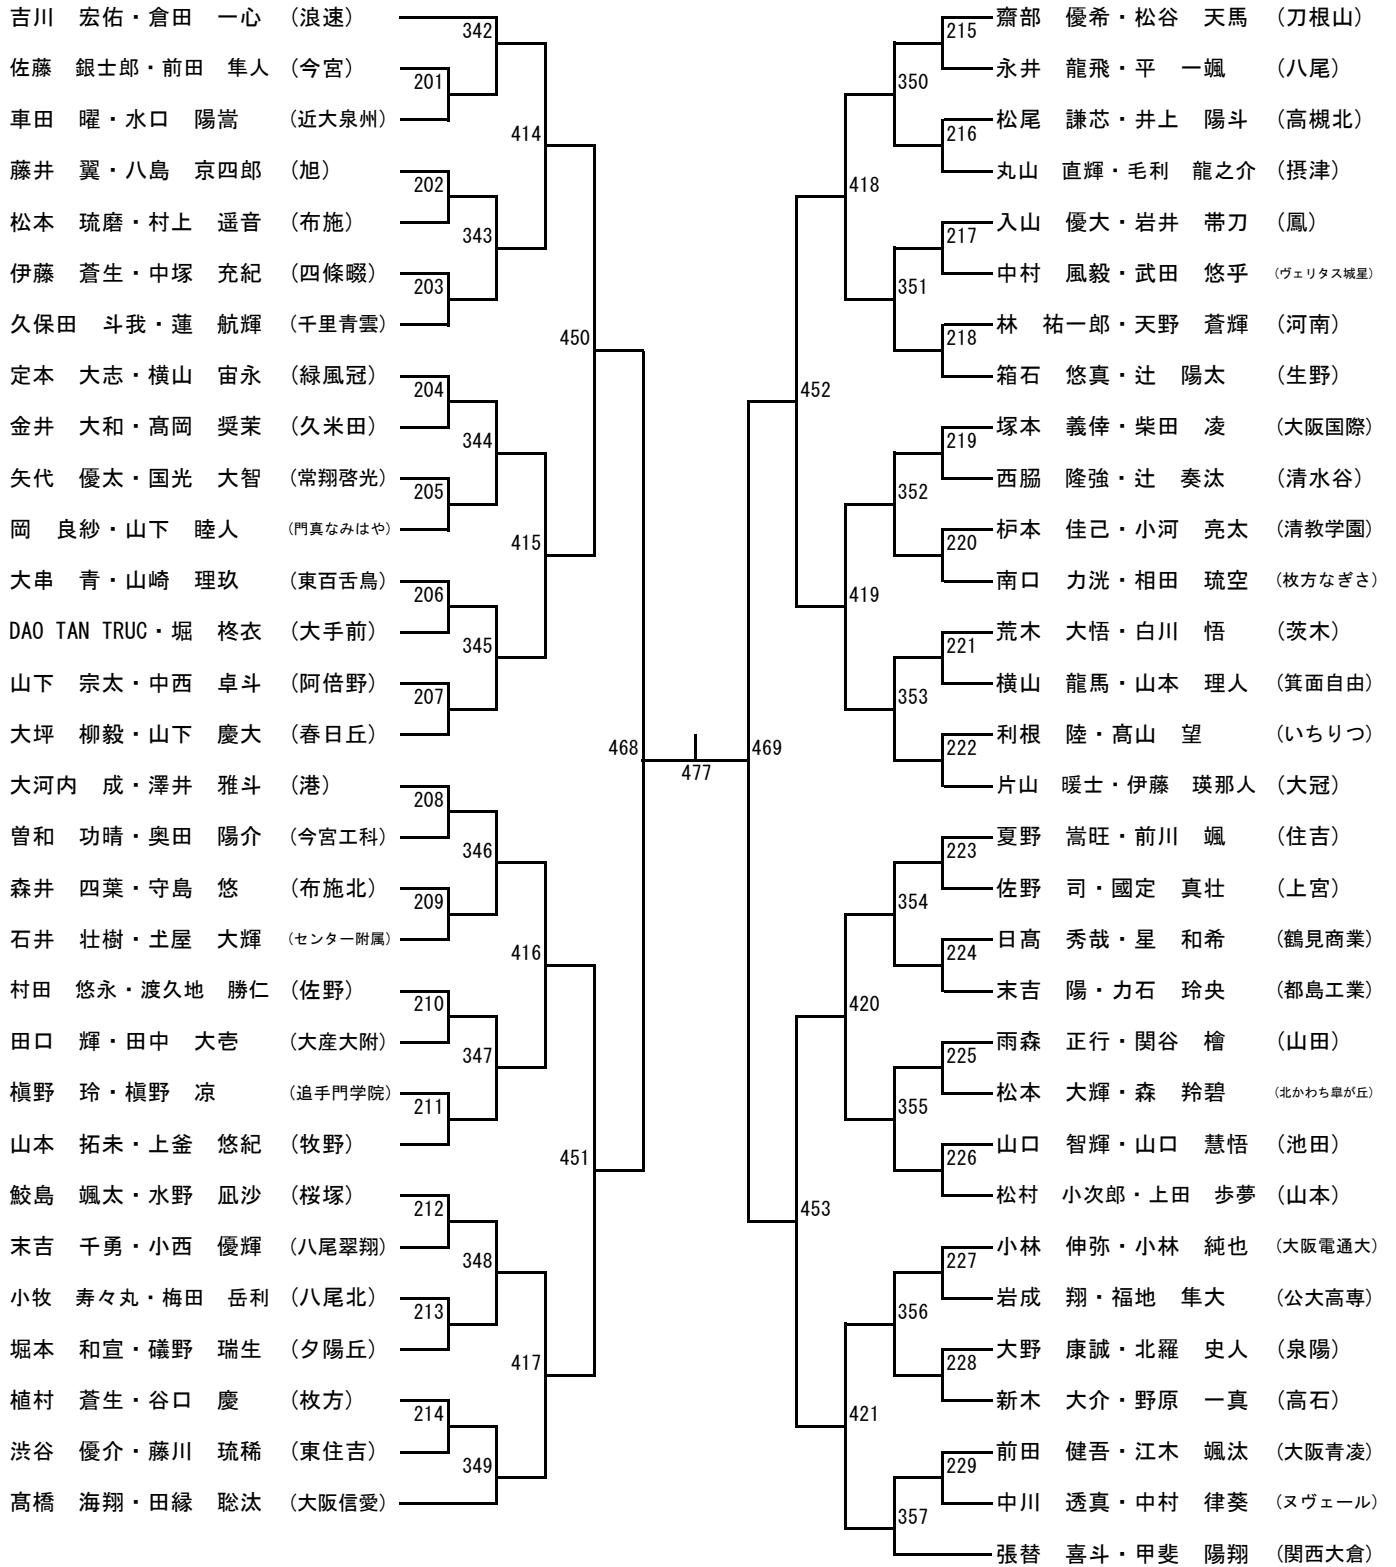 吉川　宏佑・倉田　一心　(浪速)
342
佐藤　銀士郎・前田　隼人　(今宮)
201
車田　曜・水口　陽嵩　(近大泉州)
414
藤井　翼・八島　京四郎　(旭)
202
松本　琉磨・村上　遥音　(布施)
343
伊藤　蒼生・中塚　充紀　(四條畷)
203
久保田　斗我・蓮　航輝　(千里青雲)
450
定本　大志・横山　宙永　(緑風冠)
204
金井　大和・髙岡　奨茉　(久米田)
344
矢代　優太・国光　大智　(常翔啓光)
205
岡　良紗・山下　睦人　(門真なみはや)
415
大串　青・山崎　理玖　(東百舌鳥)
206
DAO TAN TRUC・堀　柊衣　(大手前)
345
山下　宗太・中西　卓斗　(阿倍野)
207
大坪　柳毅・山下　慶大　(春日丘)
468
大河内　成・澤井　雅斗　(港)
208
曽和　功晴・奥田　陽介　(今宮工科)
346
森井　四葉・守島　悠　(布施北)
209
石井　壮樹・圡屋　大輝　(センター附属)
416
村田　悠永・渡久地　勝仁　(佐野)
210
田口　輝・田中　大壱　(大産大附)
347
槇野　玲・槇野　凉　(追手門学院)
211
山本　拓未・上釜　悠紀　(牧野)
451
鮫島　颯太・水野　凪沙　(桜塚)
212
末吉　千勇・小西　優輝　(八尾翠翔)
348
小牧　寿々丸・梅田　岳利　(八尾北)
213
堀本　和宣・礒野　瑞生　(夕陽丘)
417
植村　蒼生・谷口　慶　(枚方)
214
渋谷　優介・藤川　琉稀　(東住吉)
349
髙橋　海翔・田縁　聡汰　(大阪信愛)
477
齋部　優希・松谷　天馬　(刀根山)
215
永井　龍飛・平　一颯　(八尾)
350
松尾　謙芯・井上　陽斗　(高槻北)
216
丸山　直輝・毛利　龍之介　(摂津)
418
入山　優大・岩井　帯刀　(鳳)
217
中村　風毅・武田　悠乎　(ヴェリタス城星)
351
林　祐一郎・天野　蒼輝　(河南)
218
箱石　悠真・辻　陽太　(生野)
452
塚本　義倖・柴田　凌　(大阪国際)
219
西脇　隆強・辻　奏汰　(清水谷)
352
枦本　佳己・小河　亮太　(清教学園)
220
南口　力洸・相田　琉空　(枚方なぎさ)
419
荒木　大悟・白川　悟　(茨木)
221
横山　龍馬・山本　理人　(箕面自由)
353
利根　陸・髙山　望　(いちりつ)
222
片山　暖士・伊藤　瑛那人　(大冠)
469
夏野　嵩旺・前川　颯　(住吉)
223
佐野　司・國定　真壮　(上宮)
354
日髙　秀哉・星　和希　(鶴見商業)
224
末吉　陽・力石　玲央　(都島工業)
420
雨森　正行・関谷　檜　(山田)
225
松本　大輝・森　羚碧　(北かわち皐が丘)
355
山口　智輝・山口　慧悟　(池田)
226
松村　小次郎・上田　歩夢　(山本)
453
小林　伸弥・小林　純也　(大阪電通大)
227
岩成　翔・福地　隼大　(公大高専)
356
大野　康誠・北羅　史人　(泉陽)
228
新木　大介・野原　一真　(高石)
421
前田　健吾・江木　颯汰　(大阪青凌)
229
中川　透真・中村　律葵　(ヌヴェール)
357
張替　喜斗・甲斐　陽翔　(関西大倉)